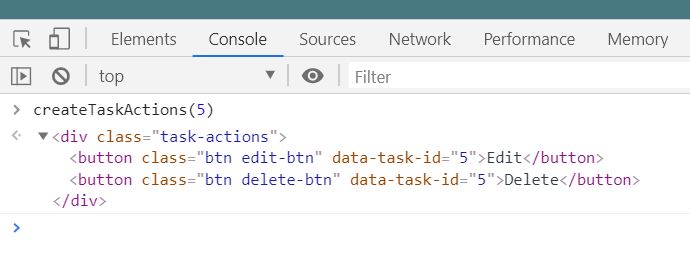 Elements Console Sources Network Performance Memory
top Filter
> createTaskActions(5)
<div class="task-actions">
<button class="btn edit-btn" data-task-id="5">Edit</button>
<button class="btn delete-btn" data-task-id="5">Delete</button>
</div>
>